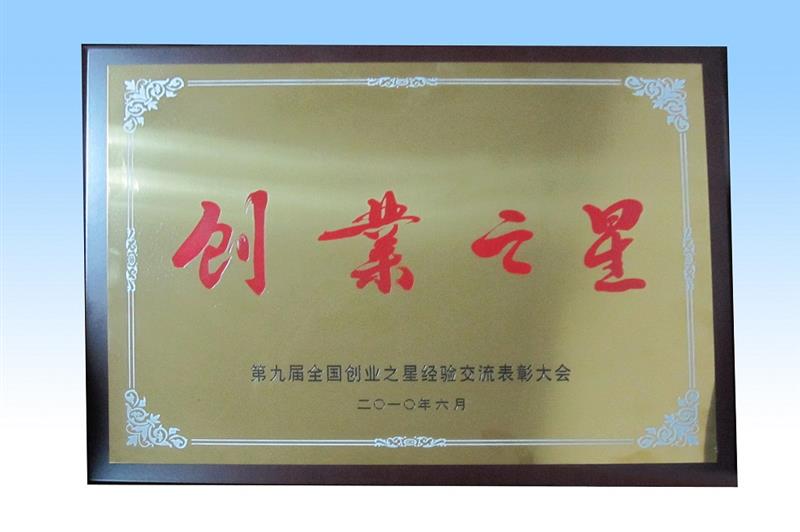 创業之星
第九届全国创业之星经验交流表彰大会
二〇一〇年六月